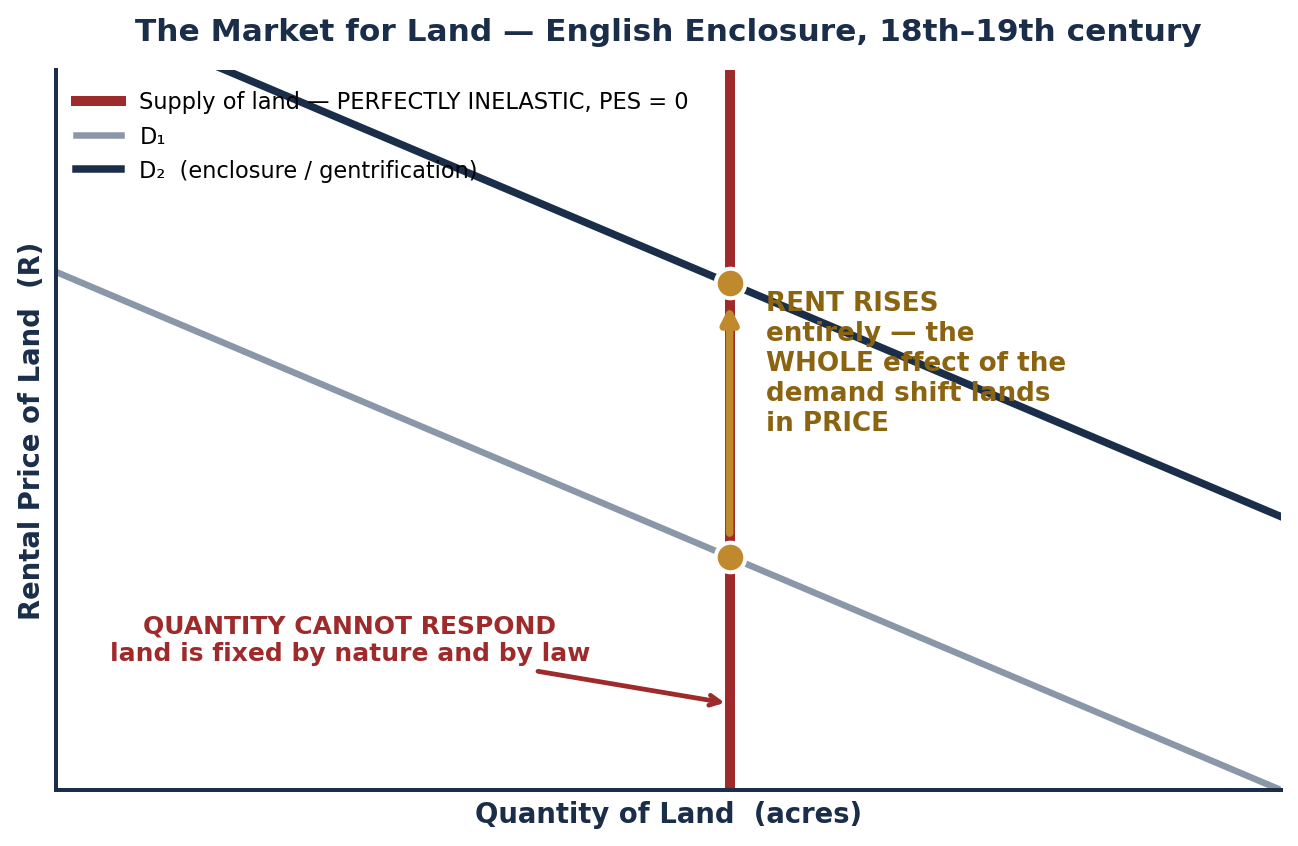 The Market for Land — English Enclosure, 18th–19th century
Supply of land — PERFECTLY INELASTIC, PES = 0
D₁
D₂  (enclosure / gentrification)
Rental Price of Land  (R)
RENT RISES
entirely — the
WHOLE effect of the
demand shift lands
in PRICE
QUANTITY CANNOT RESPOND
land is fixed by nature and by law
Quantity of Land  (acres)